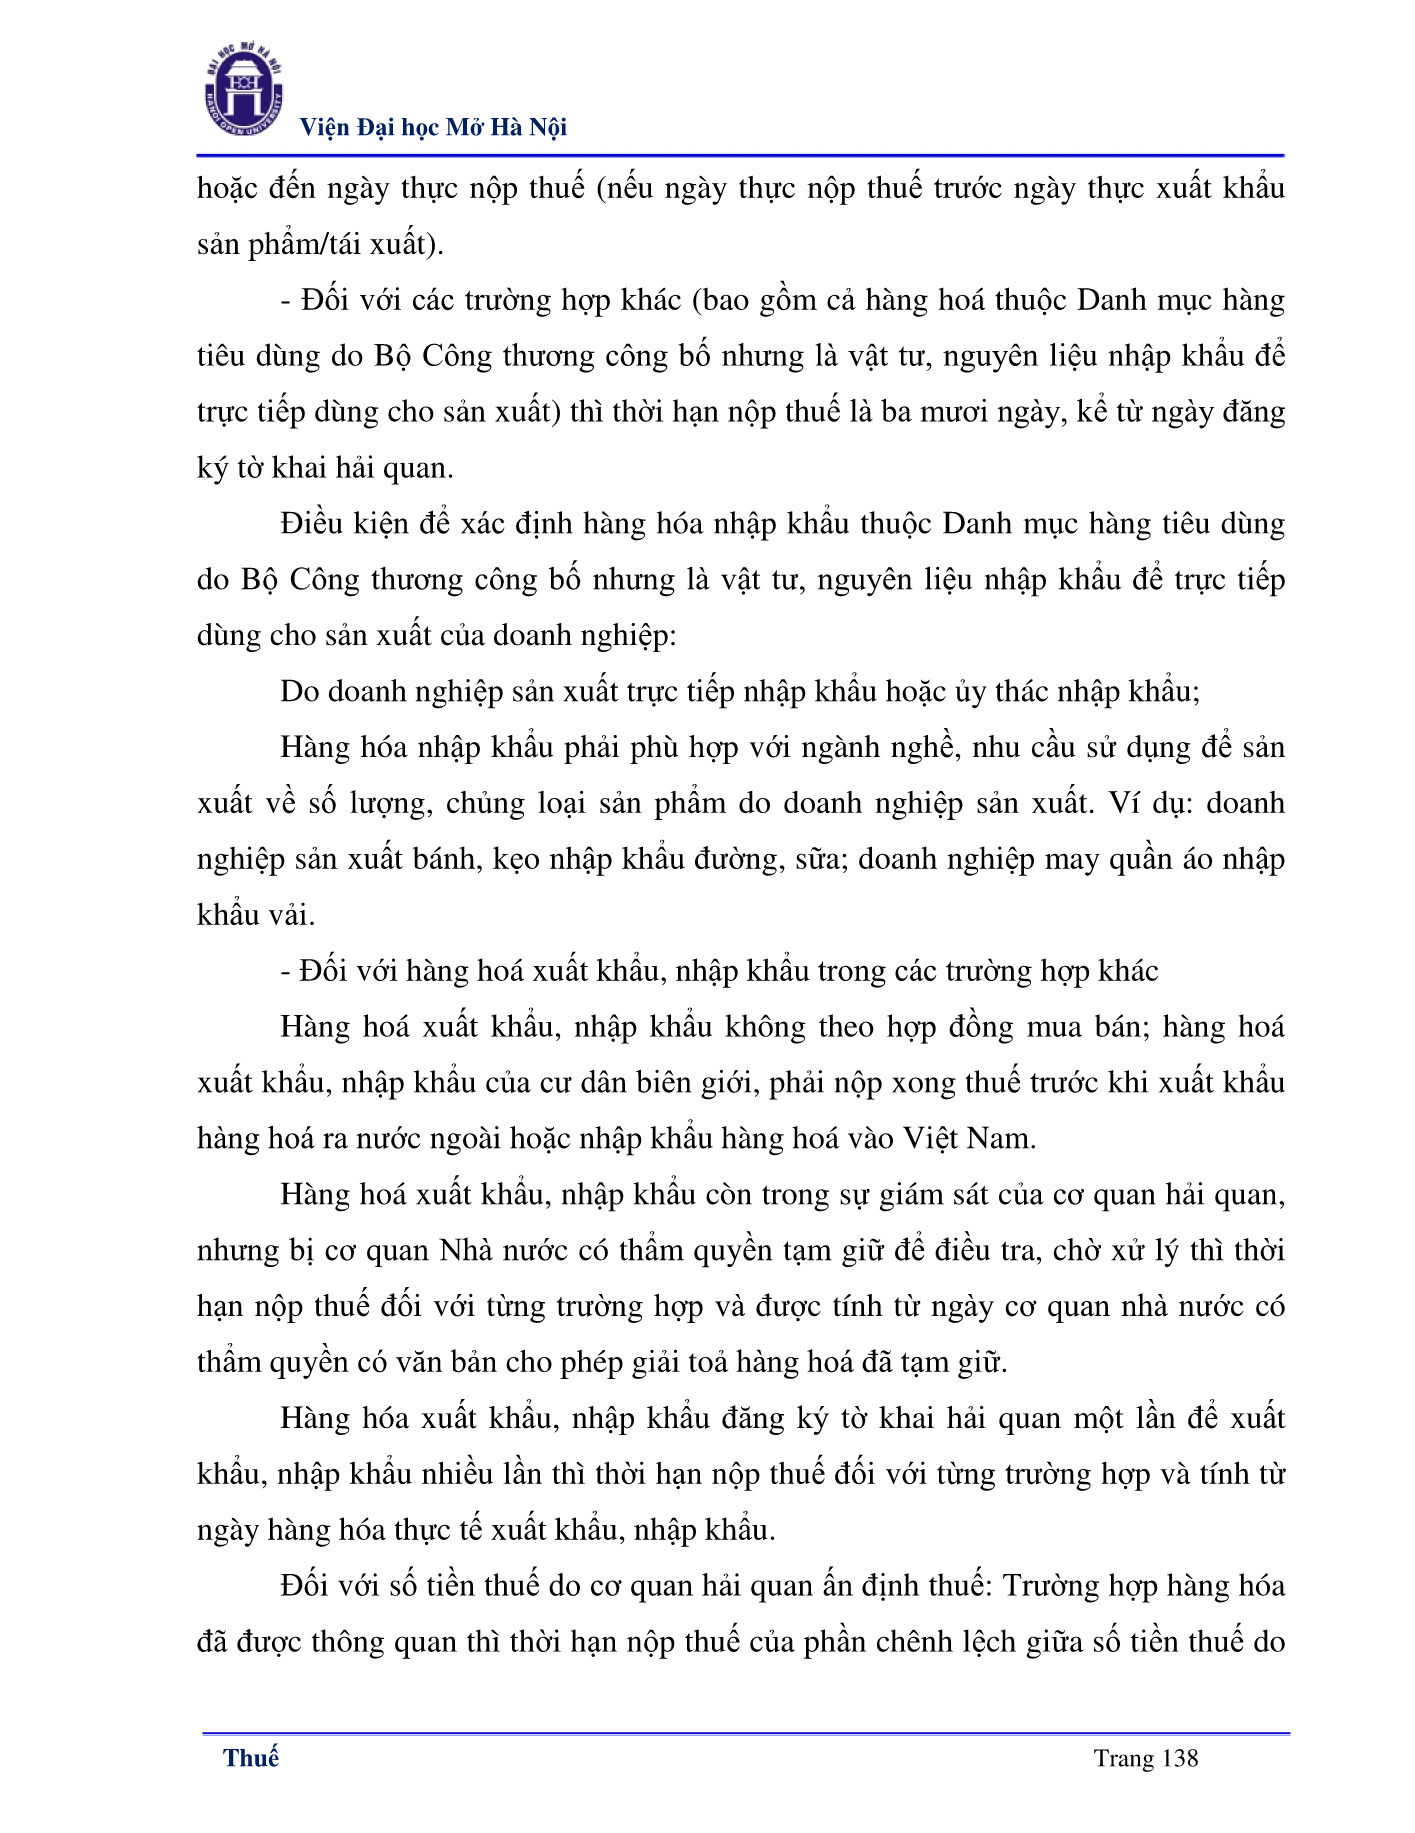 ĐẠI HỌC MỞ HÀ NỘI
HANOI OPEN UNIVERSITY
Viện Đại học Mở Hà Nội
hoặc đến ngày thực nộp thuế (nếu ngày thực nộp thuế trước ngày thực xuất khẩu
sản phẩm/tái xuất).
- Đối với các trường hợp khác (bao gồm cả hàng hoá thuộc Danh mục hàng
tiêu dùng do Bộ Công thương công bố nhưng là vật tư, nguyên liệu nhập khẩu để
trực tiếp dùng cho sản xuất) thì thời hạn nộp thuế là ba mươi ngày, kể từ ngày đăng
ký tờ khai hải quan.
Điều kiện để xác định hàng hóa nhập khẩu thuộc Danh mục hàng tiêu dùng
do Bộ Công thương công bố nhưng là vật tư, nguyên liệu nhập khẩu để trực tiếp
dùng cho sản xuất của doanh nghiệp:
Do doanh nghiệp sản xuất trực tiếp nhập khẩu hoặc ủy thác nhập khẩu;
Hàng hóa nhập khẩu phải phù hợp với ngành nghề, nhu cầu sử dụng để sản
xuất về số lượng, chủng loại sản phẩm do doanh nghiệp sản xuất. Ví dụ: doanh
nghiệp sản xuất bánh, kẹo nhập khẩu đường, sữa; doanh nghiệp may quần áo nhập
khẩu vải.
- Đối với hàng hoá xuất khẩu, nhập khẩu trong các trường hợp khác
Hàng hoá xuất khẩu, nhập khẩu không theo hợp đồng mua bán; hàng hoá
xuất khẩu, nhập khẩu của cư dân biên giới, phải nộp xong thuế trước khi xuất khẩu
hàng hoá ra nước ngoài hoặc nhập khẩu hàng hoá vào Việt Nam.
Hàng hoá xuất khẩu, nhập khẩu còn trong sự giám sát của cơ quan hải quan,
nhưng bị cơ quan Nhà nước có thẩm quyền tạm giữ để điều tra, chờ xử lý thì thời
hạn nộp thuế đối với từng trường hợp và được tính từ ngày cơ quan nhà nước có
thẩm quyền có văn bản cho phép giải toả hàng hoá đã tạm giữ.
Hàng hóa xuất khẩu, nhập khẩu đăng ký tờ khai hải quan một lần để xuất
khẩu, nhập khẩu nhiều lần thì thời hạn nộp thuế đối với từng trường hợp và tính từ
ngày hàng hóa thực tế xuất khẩu, nhập khẩu.
Đối với số tiền thuế do cơ quan hải quan ấn định thuế: Trường hợp hàng hóa
đã được thông quan thì thời hạn nộp thuế của phần chênh lệch giữa số tiền thuế do
Thuế
Trang 138